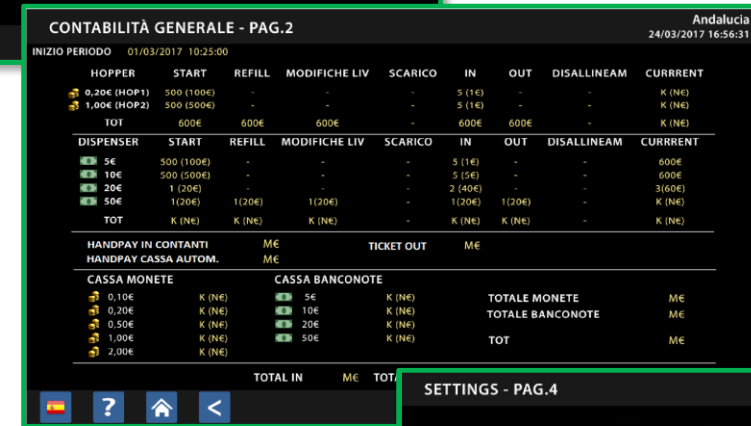 CONTABILITÀ GENERALE - PAG.2
Andalucia
24/03/2017 16:56:31
INIZIO PERIODO 01/03/2017 10:25:00
HOPPER START REFILL MODIFICHE LIV SCARICO IN OUT DISALLINEAM CURRRENT
0,20€ (HOP1) 500 (100€) - - - 5 (1€) - - K (N€)
1,00€ (HOP2) 500 (500€) - - - 5 (1€) - - K (N€)
TOT 600€ 600€ 600€ - 600€ 600€ - K (N€)
DISPENSER START REFILL MODIFICHE LIV SCARICO IN OUT DISALLINEAM CURRRENT
5€ 500 (100€) - - - 5 (1€) - - 600€
10€ 500 (500€) - - - 5 (5€) - - 600€
20€ 1 (20€) - - - 2 (40€) - - 3(60€)
50€ 1(20€) 1(20€) 1(20€) - 1(20€) 1(20€) - K (N€)
TOT K (N€) K (N€) K (N€) - K (N€) K (N€) - K (N€)
HANDPAY IN CONTANTI M€ TICKET OUT M€
HANDPAY CASSA AUTOM. M€
CASSA MONETE CASSA BANCONOTE
0,10€ K (N€) 5€ K (N€) TOTALE MONETE M€
0,20€ K (N€) 10€ K (N€) TOTALE BANCONOTE M€
0,50€ K (N€) 20€ K (N€)
1,00€ K (N€) 50€ K (N€) TOT M€
2,00€ K (N€)
TOTAL IN M€
? <
SETTINGS - PAG.4